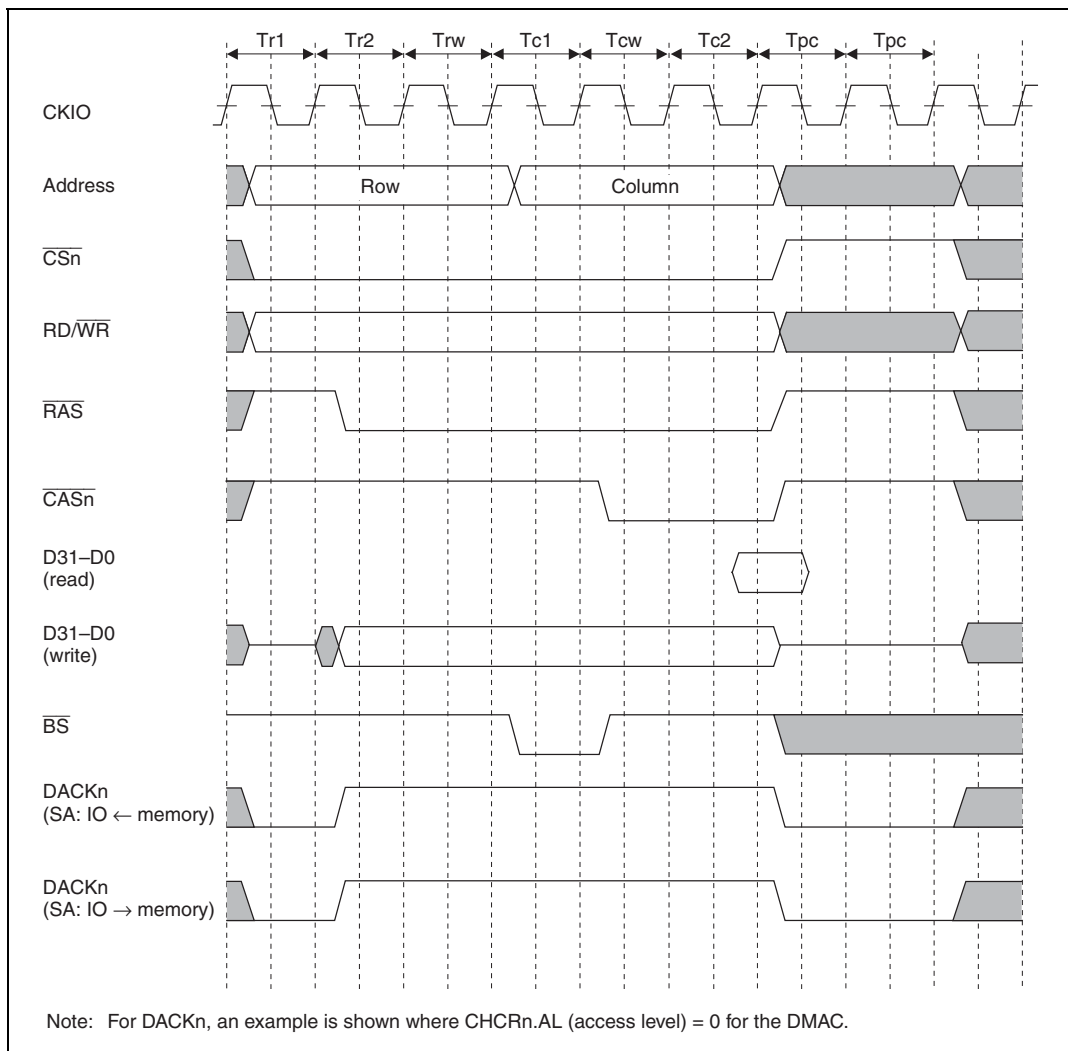 Tr1 Tr2 Trw Tc1 Tcw Tc2 Tpc Tpc
CKIO
Address Row Column
CSn
RD/WR
RAS
CASn
D31–D0
(read)
D31–D0
(write)
BS
DACKn
(SA: IO ← memory)
DACKn
(SA: IO → memory)
Note: For DACKn, an example is shown where CHCRn.AL (access level) = 0 for the DMAC.